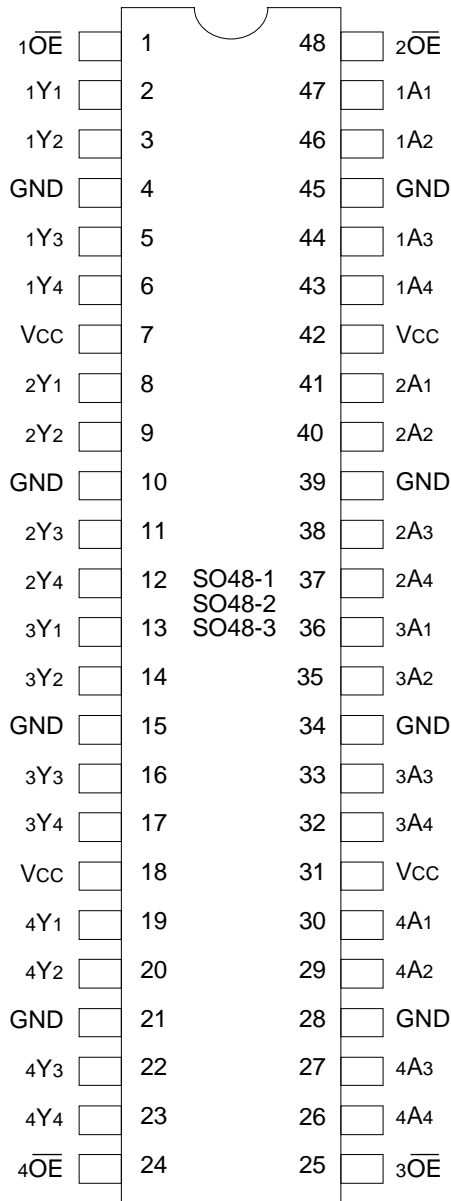 1O̅E̅ 1 48 2O̅E̅
1Y1 2 47 1A1
1Y2 3 46 1A2
GND 4 45 GND
1Y3 5 44 1A3
1Y4 6 43 1A4
VCC 7 42 VCC
2Y1 8 41 2A1
2Y2 9 40 2A2
GND 10 39 GND
2Y3 11 38 2A3
2Y4 12 SO48-1 37 2A4
SO48-2
3Y1 13 SO48-3 36 3A1
3Y2 14 35 3A2
GND 15 34 GND
3Y3 16 33 3A3
3Y4 17 32 3A4
VCC 18 31 VCC
4Y1 19 30 4A1
4Y2 20 29 4A2
GND 21 28 GND
4Y3 22 27 4A3
4Y4 23 26 4A4
4O̅E̅ 24 25 3O̅E̅